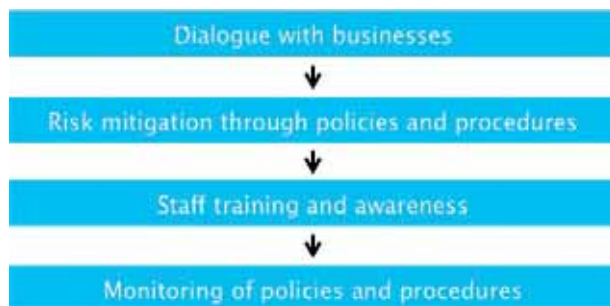 Dialogue with businesses
Risk mitigation through policies and procedures
Staff training and awareness
Monitoring of policies and procedures